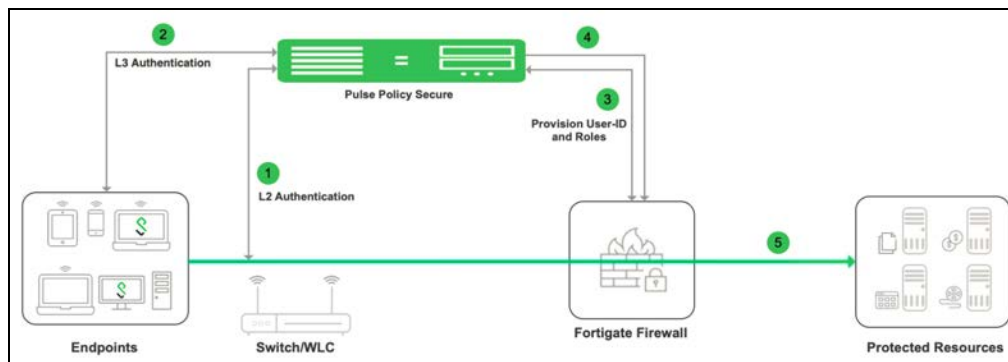 2
L3 Authentication
4
Pulse Policy Secure
3
Provision User-ID
and Roles
1
L2 Authentication
5
Endpoints
Switch/WLC
Fortigate Firewall
Protected Resources